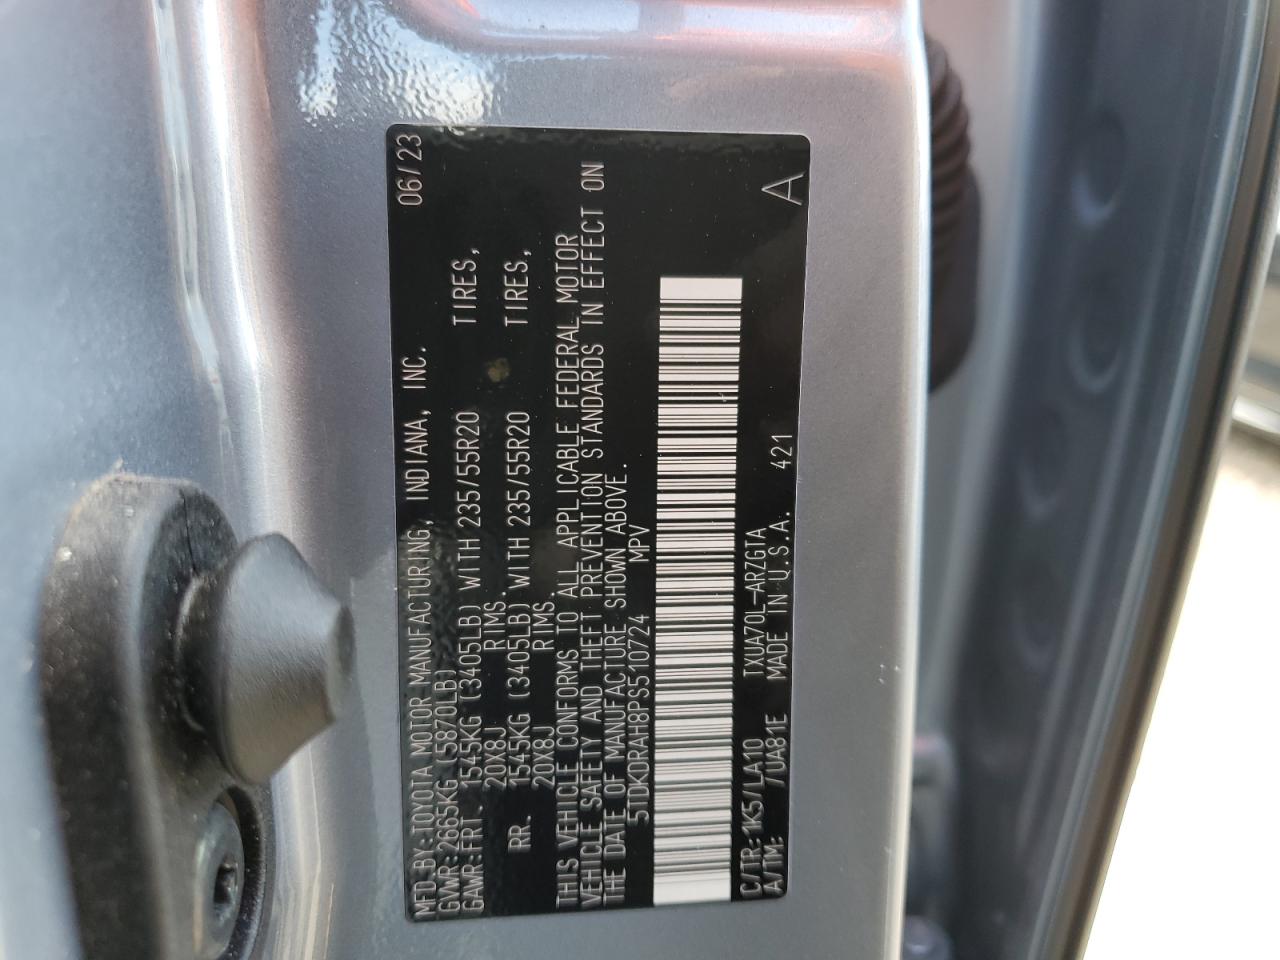 MFD.BY:TOYOTA MOTOR MANUFACTURING, INDIANA, INC. 06/23
GVWR:2665KG (5870LB)
GAWR:FRT. 1545KG (3405LB) WITH 235/55R20 TIRES,
20X8J RIMS.
RR. 1545KG (3405LB) WITH 235/55R20 TIRES,
20X8J RIMS.
THIS VEHICLE CONFORMS TO ALL APPLICABLE FEDERAL MOTOR
VEHICLE SAFETY AND THEFT PREVENTION STANDARDS IN EFFECT ON
THE DATE OF MANUFACTURE SHOWN ABOVE.
5TDKDRAH8PS510724 MPV
C/TR:1K5/LA10 TXUA70L-ARZGTA
A/TM: /UA81E MADE IN U.S.A. 421 A